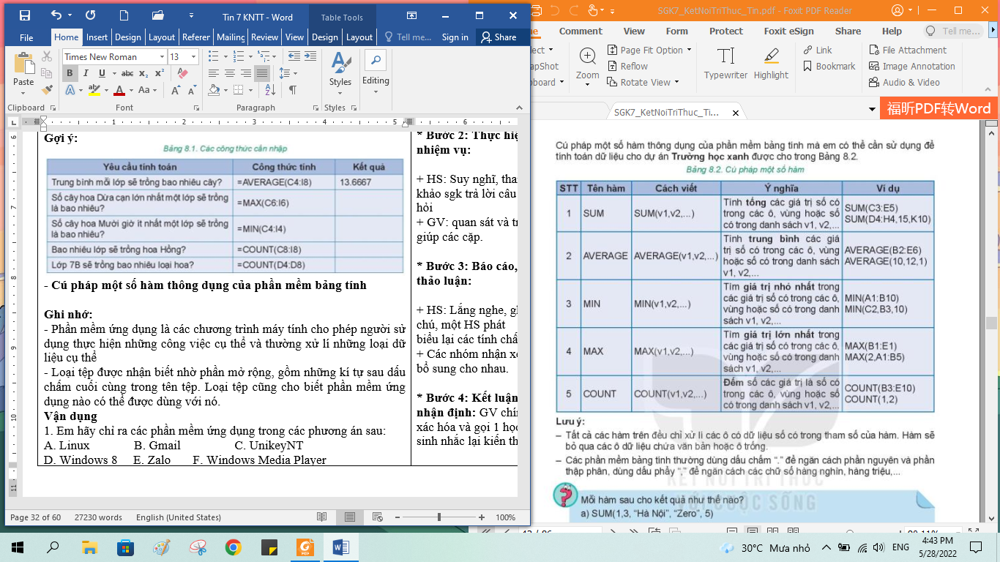 Tin 7 KNTT - Word
Table Tools
File
Home
Insert
Design
Layout
Referer
Mailing
Review
View
Design
Layout
Tell me...
Sign in
Share
Paste
Times New Roman
13
B I U abc x₂ x²
Aa
Styles
Editing
Clipboard
Font
Paragraph
Styles
Gợi ý:
Bảng 8.1. Các công thức cần nhập
Yêu cầu tính toán Công thức tính Kết quả
Trung bình mỗi lớp sẽ trồng bao nhiêu cây? =AVERAGE(C4:I8) 13.6667
Số cây hoa Dừa cạn lớn nhất một lớp sẽ trồng
là bao nhiêu? =MAX(C6:I6)
Số cây hoa Mười giờ ít nhất một lớp sẽ trồng
là bao nhiêu? =MIN(C4:I4)
Bao nhiêu lớp sẽ trồng hoa Hồng? =COUNT(C8:I8)
Lớp 7B sẽ trồng bao nhiêu loại hoa? =COUNT(D4:D8)
- Cú pháp một số hàm thông dụng của phần mềm bảng tính
Ghi nhớ:
- Phần mềm ứng dụng là các chương trình máy tính cho phép người sử
dụng thực hiện những công việc cụ thể và thường xử lí những loại dữ
liệu cụ thể
- Loại tệp được nhận biết nhờ phần mở rộng, gồm những kí tự sau dấu
chấm cuối cùng trong tên tệp. Loại tệp cũng cho biết phần mềm ứng
dụng nào có thể được dùng với nó.
Vận dụng
1. Em hãy chỉ ra các phần mềm ứng dụng trong các phương án sau:
A. Linux B. Gmail C. UnikeyNT
D. Windows 8 E. Zalo F. Windows Media Player
* Bước 2: Thực hiệ
nhiệm vụ:
+ HS: Suy nghĩ, tha
khảo sgk trả lời câu
hỏi
+ GV: quan sát và tr
giúp các cặp.
* Bước 3: Báo cáo,
thảo luận:
+ HS: Lắng nghe, gh
chú, một HS phát
biểu lại các tính chấ
+ Các nhóm nhận xé
bổ sung cho nhau.
* Bước 4: Kết luận
nhận định: GV chí
xác hóa và gọi 1 họ
sinh nhắc lại kiến th
Page 32 of 60
27230 words
English (United States)
100%
SGK7_KetNoiTriThuc_Tin.pdf - Foxit PDF Reader
Comment
View
Form
Protect
Foxit eSign
Share
Help
Tell me...
Zoom
Page Fit Option
Reflow
Rotate View
Typewriter
Highlight
Link
Bookmark
File Attachment
Image Annotation
Audio & Video
SGK7_KetNoiTriThuc_Ti...
福昕PDF转Word
Cú pháp một số hàm thông dụng của phần mềm bảng tính mà em có thể cần sử dụng để
tính toán dữ liệu cho dự án Trường học xanh được cho trong Bảng 8.2.
Bảng 8.2. Cú pháp một số hàm
STT Tên hàm Cách viết Ý nghĩa Ví dụ
1 SUM SUM(v1,v2,...)
Tính tổng các giá trị số có
trong các ô, vùng hoặc số
có trong danh sách v1, v2,...
SUM(C3:E5)
SUM(D4:H4,15,K10)
2 AVERAGE AVERAGE(v1,v2,...)
Tính trung bình các giá
trị số có trong các ô, vùng
hoặc số có trong danh sách
v1, v2,...
AVERAGE(B2:E6)
AVERAGE(10,12,1)
3 MIN MIN(v1,v2,...)
Tìm giá trị nhỏ nhất trong
các giá trị số có trong các ô,
vùng hoặc số có trong danh
sách v1, v2,...
MIN(A1:B10)
MIN(C2,B3,10)
4 MAX MAX(v1,v2,...)
Tìm giá trị lớn nhất trong
các giá trị số có trong các ô,
vùng hoặc số có trong danh
sách v1, v2,...
MAX(B1:E1)
MAX(2,A1:B5)
5 COUNT COUNT(v1,v2,...)
Đếm số các giá trị là số có
trong các ô, vùng hoặc số
có trong danh sách v1, v2,...
COUNT(B3:E10)
COUNT(1,2)
Lưu ý:
– Tất cả các hàm trên đều chỉ xử lí các ô có dữ liệu số có trong tham số của hàm. Hàm sẽ
bỏ qua các ô dữ liệu chứa văn bản hoặc ô trống.
– Các phần mềm bảng tính thường dùng dấu chấm “.” để ngăn cách phần nguyên và phần
thập phân, dùng dấu phẩy “,” để ngăn cách các chữ số hàng nghìn, hàng triệu,...
KẾT NỐI TRI THỨC
VỚI CUỘC SỐNG
Mỗi hàm sau cho kết quả như thế nào?
a) SUM(1,3, “Hà Nội”, “Zero”, 5)
30°C Mưa nhỏ
ENG
4:43 PM
5/28/2022